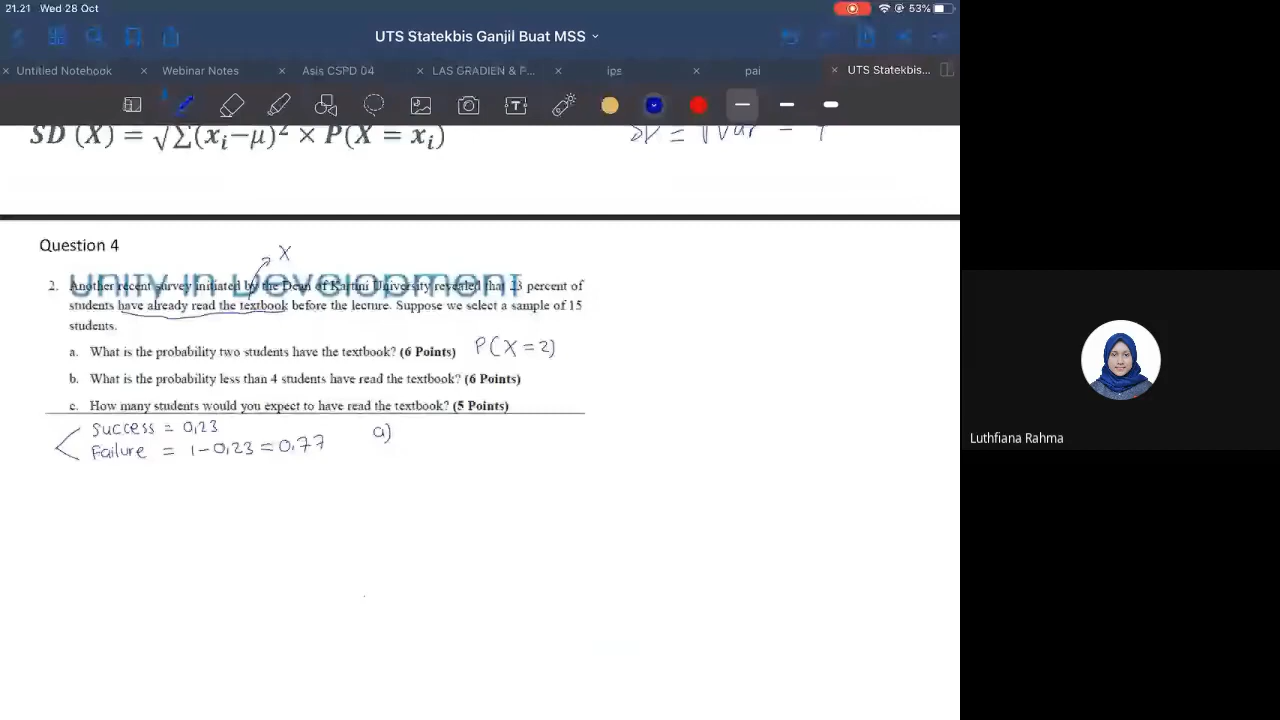 21.21 Wed 28 Oct
53%
UTS Statekbis Ganjil Buat MSS
Untitled Notebook
Webinar Notes
Asis CSPD 04
LAS GRADIEN & P...
ips
pai
UTS Statekbis...
SD (X) = √∑(xᵢ−μ)² × P(X = xᵢ)
SD = √Var =
Question 4
X
Unity in Development
2. Another recent survey initiated by the Dean of Kartini University revealed that 23 percent of
students have already read the textbook before the lecture. Suppose we select a sample of 15
students.
a. What is the probability two students have the textbook? (6 Points) P(X = 2)
b. What is the probability less than 4 students have read the textbook? (6 Points)
c. How many students would you expect to have read the textbook? (5 Points)
Success = 0,23
a)
Failure = 1-0,23 = 0,77
Luthfiana Rahma